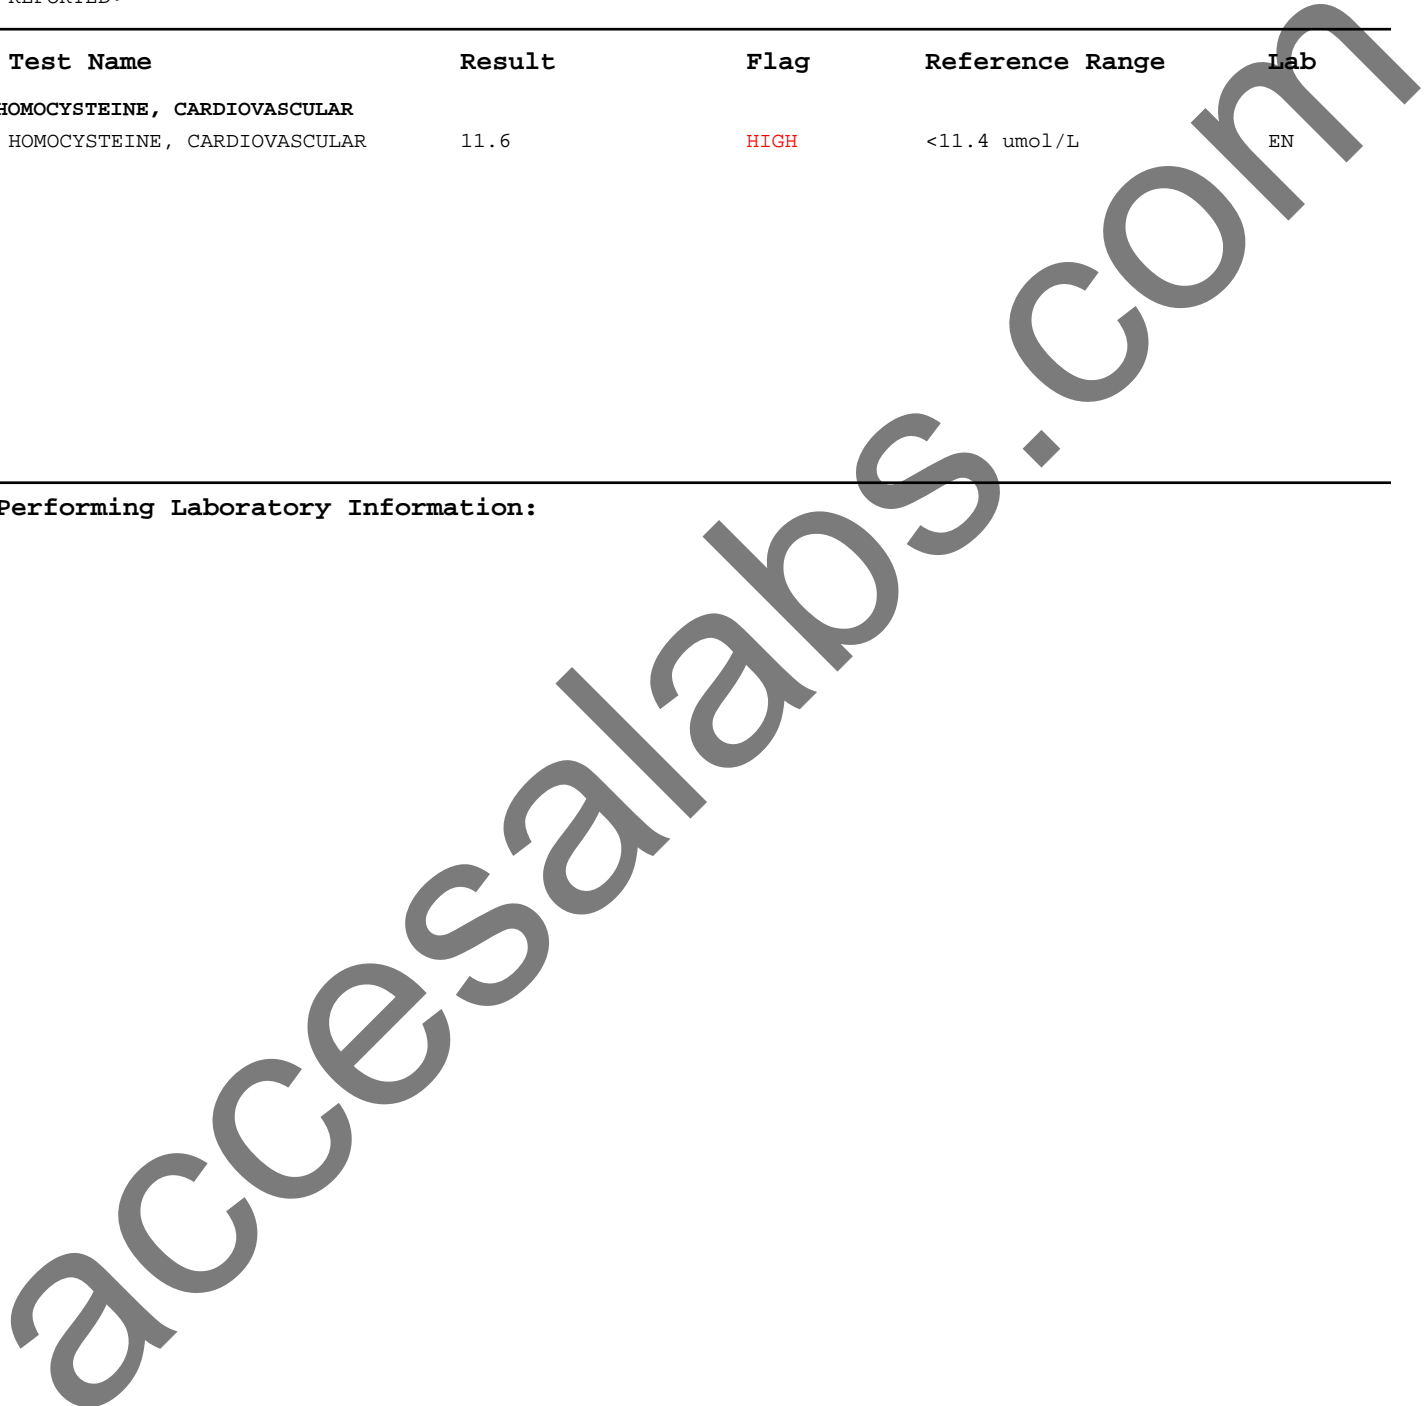 REPORTED:
Test Name Result Flag Reference Range Lab
HOMOCYSTEINE, CARDIOVASCULAR
HOMOCYSTEINE, CARDIOVASCULAR 11.6 HIGH <11.4 umol/L EN
Performing Laboratory Information:
accesalabs.com